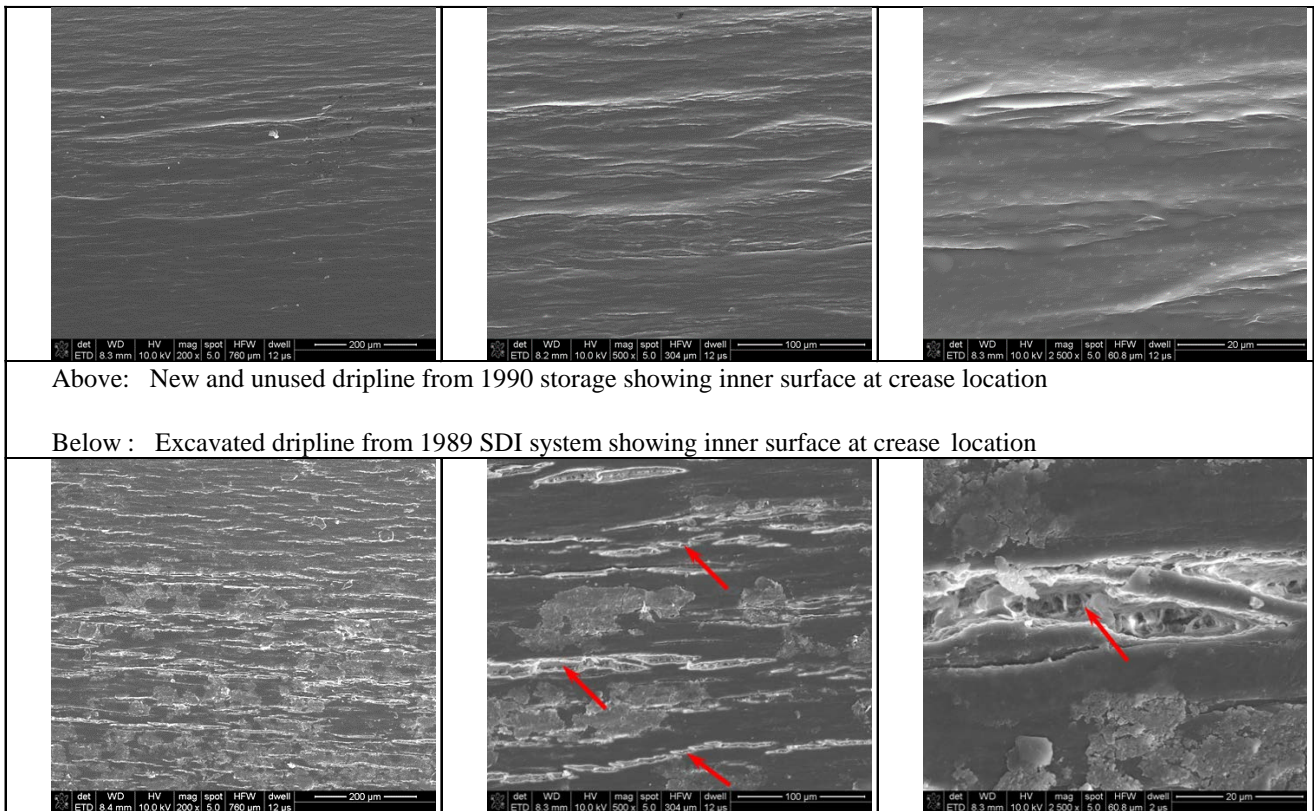 det WD HV mag spot HFW dwell
ETD 8.3 mm 10.0 kV 200 x 5.0 760 µm 12 µs 200 µm
det WD HV mag spot HFW dwell
ETD 8.2 mm 10.0 kV 500 x 5.0 304 µm 12 µs 100 µm
det WD HV mag spot HFW dwell
ETD 8.3 mm 10.0 kV 2 500 x 5.0 60.8 µm 12 µs 20 µm
Above: New and unused dripline from 1990 storage showing inner surface at crease location
Below : Excavated dripline from 1989 SDI system showing inner surface at crease location
det WD HV mag spot HFW dwell
ETD 8.4 mm 10.0 kV 200 x 5.0 760 µm 12 µs 200 µm
det WD HV mag spot HFW dwell
ETD 8.3 mm 10.0 kV 500 x 5.0 304 µm 12 µs 100 µm
det WD HV mag spot HFW dwell
ETD 8.3 mm 10.0 kV 2 500 x 5.0 60.8 µm 2 µs 20 µm